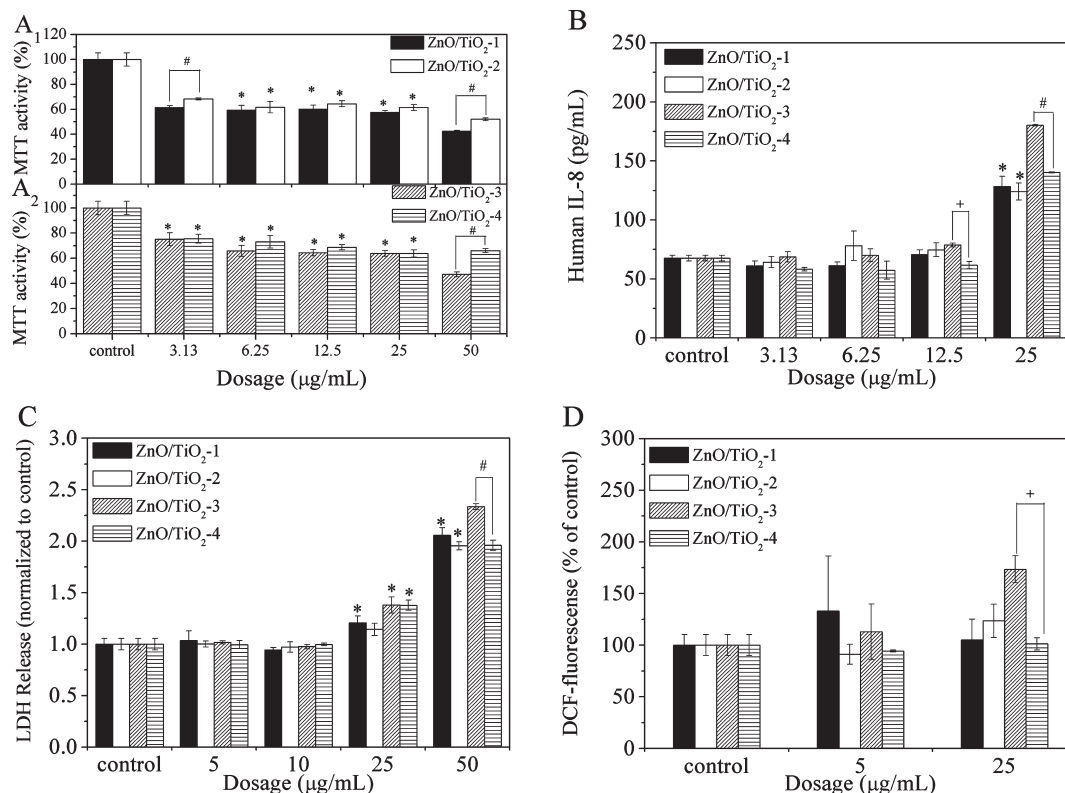 A1
120
100
80
60
40
20
0
MTT activity (%)
ZnO/TiO2-1
ZnO/TiO2-2
#
* *
* *
* *
#
A2
120
100
80
60
40
20
0
MTT activity (%)
ZnO/TiO2-3
ZnO/TiO2-4
* *
* *
* *
* *
#
control 3.13 6.25 12.5 25 50
Dosage (μg/mL)
B
250
200
150
100
50
0
Human IL-8 (pg/mL)
ZnO/TiO2-1
ZnO/TiO2-2
ZnO/TiO2-3
ZnO/TiO2-4
+
* *
#
control 3.13 6.25 12.5 25
Dosage (μg/mL)
C
3.0
2.5
2.0
1.5
1.0
0.5
0.0
LDH Release (normalized to control)
ZnO/TiO2-1
ZnO/TiO2-2
ZnO/TiO2-3
ZnO/TiO2-4
* * *
* *
#
control 5 10 25 50
Dosage (μg/mL)
D
300
250
200
150
100
50
0
DCF-fluorescense (% of control)
ZnO/TiO2-1
ZnO/TiO2-2
ZnO/TiO2-3
ZnO/TiO2-4
+
control 5 25
Dosage (μg/mL)